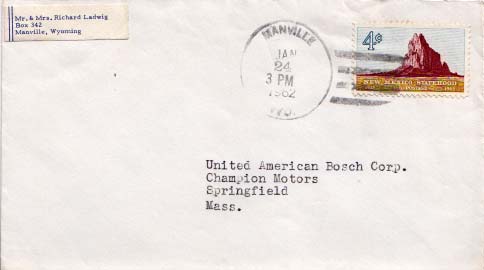 Mr. & Mrs. Richard Ladwig
Box 342
Manville, Wyoming
MANVILLE
JAN
24
3 PM
1962
WYO.
4¢
NEW MEXICO STATEHOOD
POSTAGE
United American Bosch Corp.
Champion Motors
Springfield
Mass.